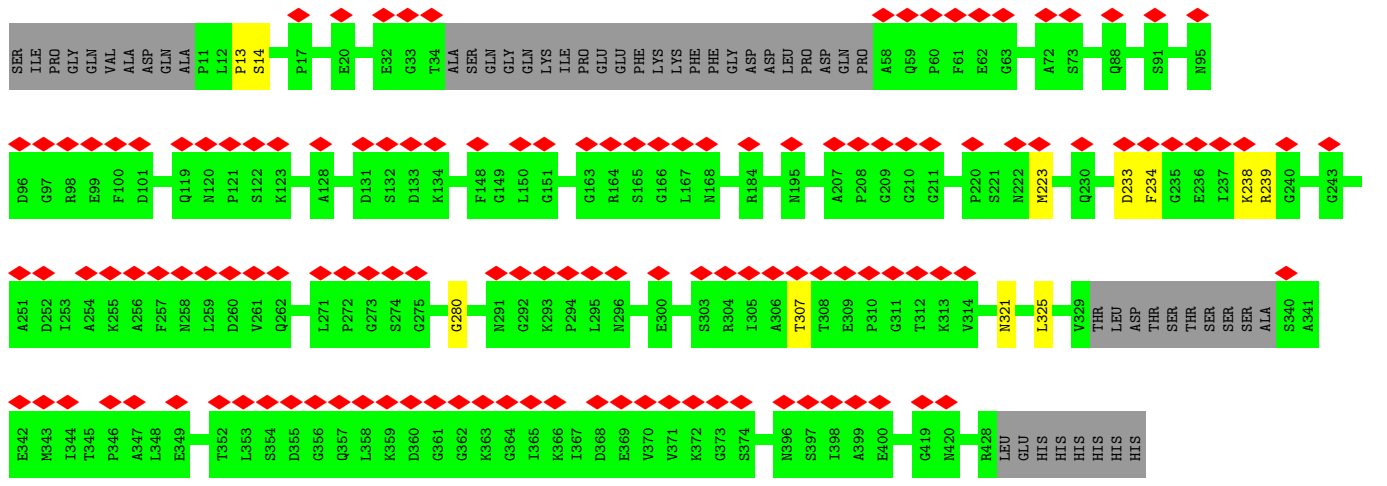 SER ILE PRO GLY GLN VAL ALA ASP GLN ALA P11 L12 P13 S14 P17 E20 E32 G33 T34 ALA SER GLN GLY GLN LYS ILE PRO GLU GLU PHE LYS LYS PHE PHE GLY ASP ASP LEU PRO ASP GLN PRO A58 Q59 P60 F61 E62 G63 A72 S73 Q88 S91 N95
D96 G97 R98 E99 F100 D101 Q119 N120 P121 S122 K123 A128 D131 S132 D133 K134 F148 G149 L150 G151 G163 R164 S165 G166 L167 N168 R184 N195 A207 P208 G209 G210 G211 P220 S221 N222 M223 Q230 D233 F234 G235 E236 I237 K238 R239 G240 G243
A251 D252 I253 A254 K255 A256 F257 N258 L259 D260 V261 Q262 L271 P272 G273 S274 G275 G280 N291 G292 K293 P294 L295 N296 E300 S303 R304 I305 A306 T307 T308 E309 P310 G311 T312 K313 V314 N321 L325 V329 THR LEU ASP THR SER THR SER SER SER ALA S340 A341
E342 M343 I344 T345 P346 A347 L348 E349 T352 L353 S354 D355 G356 Q357 L358 K359 D360 G361 G362 K363 G364 I365 K366 I367 D368 E369 V370 V371 K372 G373 S374 N396 S397 I398 A399 E400 G419 N420 R428 LEU GLU HIS HIS HIS HIS HIS HIS